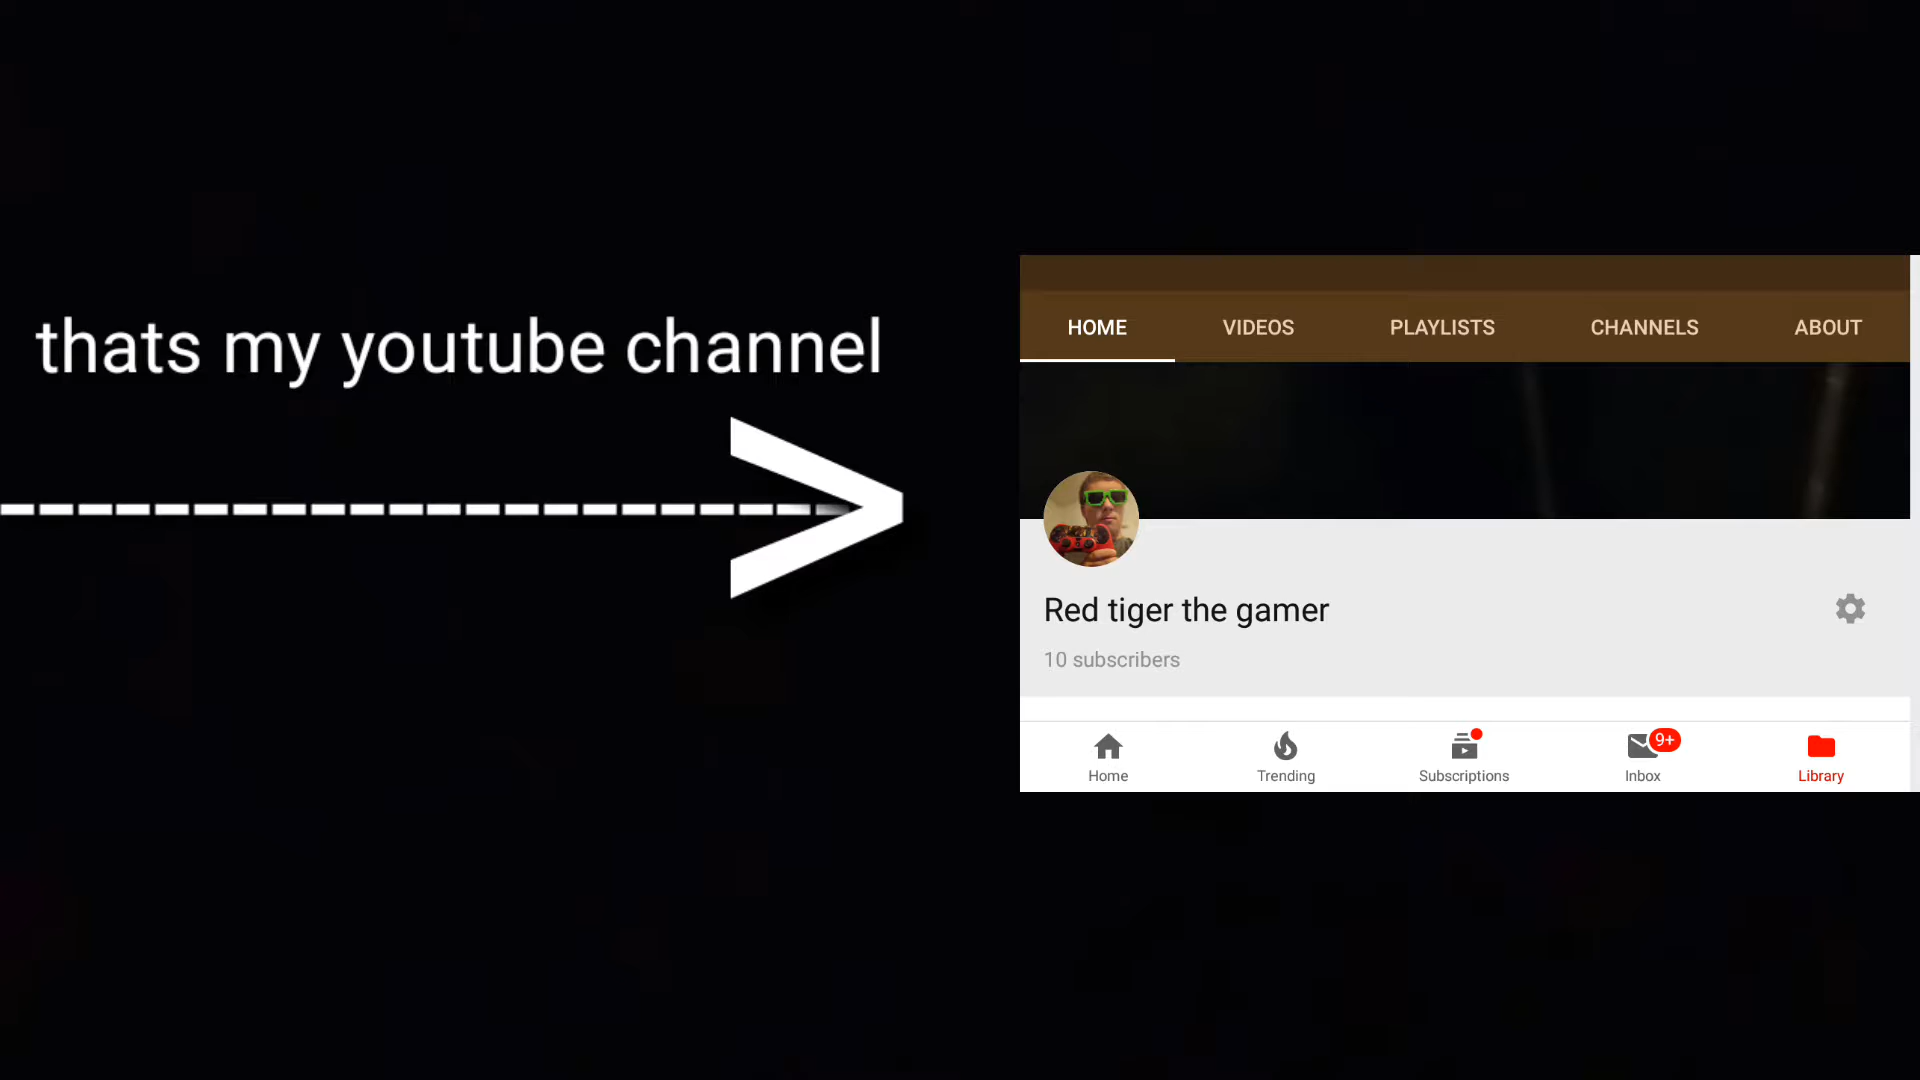 thats my youtube channel
HOME VIDEOS PLAYLISTS CHANNELS ABOUT
Red tiger the gamer
10 subscribers
9+
Home Trending Subscriptions Inbox Library